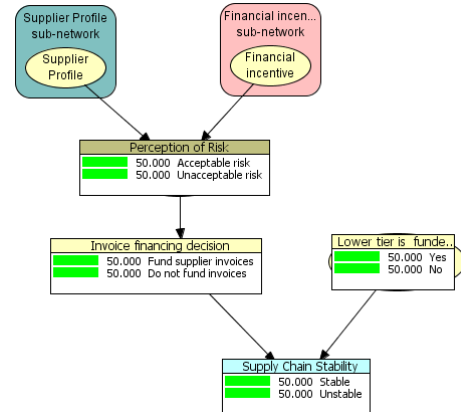 Supplier Profile
sub-network
Supplier
Profile
Financial incen...
sub-network
Financial
incentive
Perception of Risk
50.000 Acceptable risk
50.000 Unacceptable risk
Invoice financing decision
50.000 Fund supplier invoices
50.000 Do not fund invoices
Lower tier is funde..
50.000 Yes
50.000 No
Supply Chain Stability
50.000 Stable
50.000 Unstable